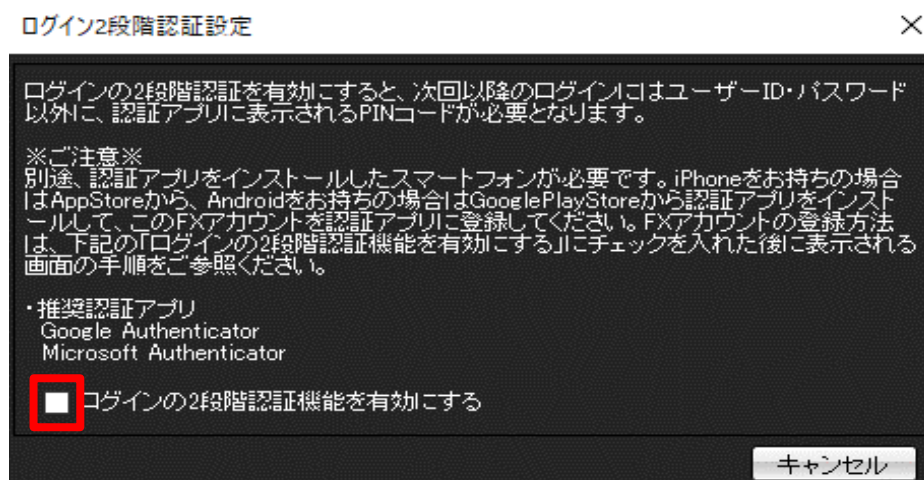 ログイン2段階認証設定
ログインの2段階認証を有効にすると、次回以降のログインにはユーザーID・パスワード
以外に、認証アプリに表示されるPINコードが必要となります。
※ご注意※
別途、認証アプリをインストールしたスマートフォンが必要です。iPhoneをお持ちの場合
はAppStoreから、Androidをお持ちの場合はGooglePlayStoreから認証アプリをインスト
ールして、このFXアカウントを認証アプリに登録してください。FXアカウントの登録方法
は、下記の「ログインの2段階認証機能を有効にする」にチェックを入れた後に表示される
画面の手順をご参照ください。
・推奨認証アプリ
Google Authenticator
Microsoft Authenticator
ログインの2段階認証機能を有効にする
キャンセル